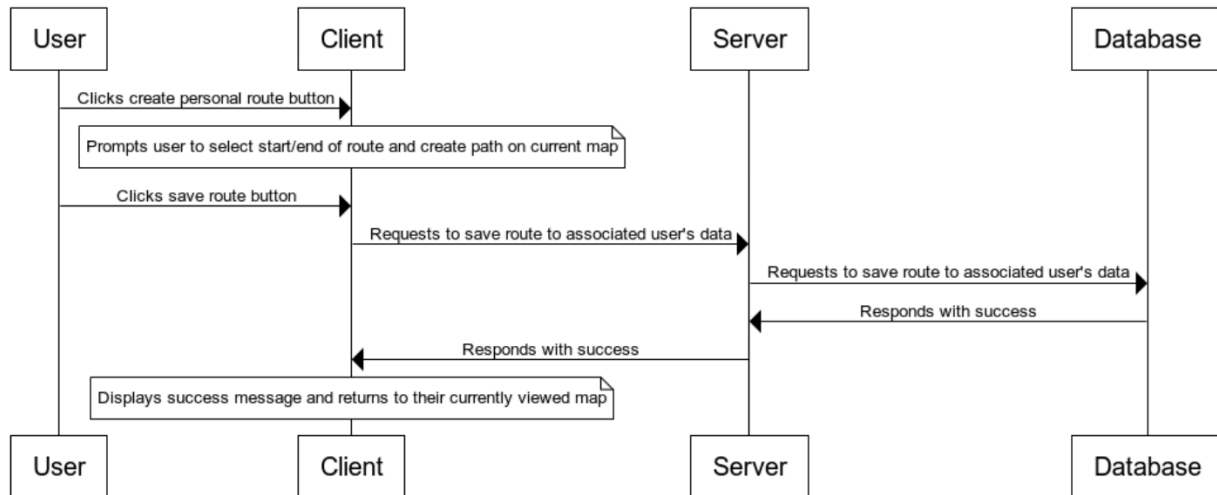 User
Client
Server
Database
Clicks create personal route button
Prompts user to select start/end of route and create path on current map
Clicks save route button
Requests to save route to associated user's data
Requests to save route to associated user's data
Responds with success
Responds with success
Displays success message and returns to their currently viewed map
User
Client
Server
Database